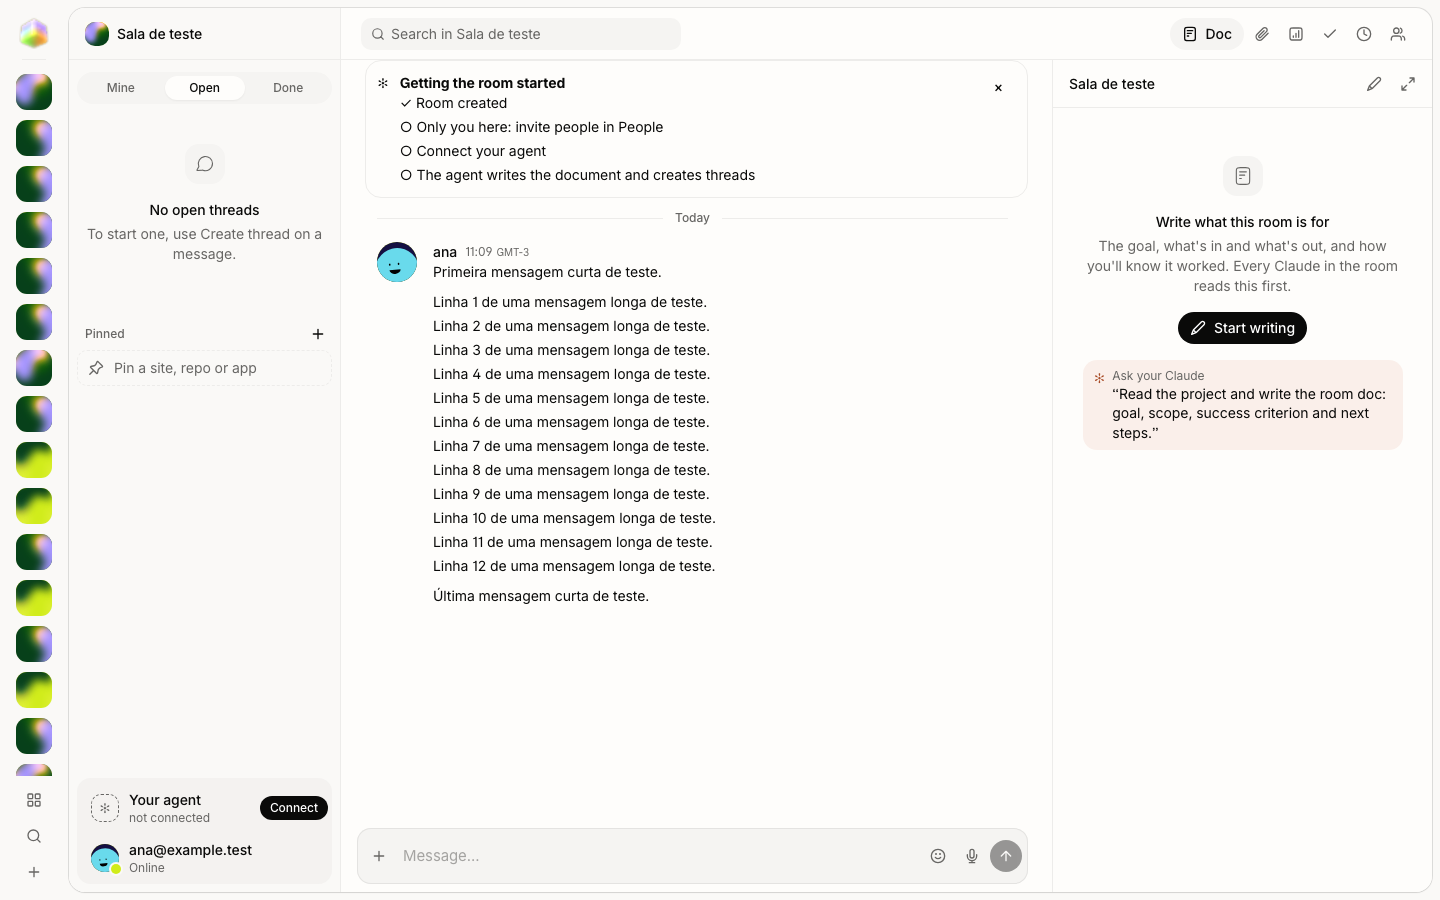 Sala de teste
Search in Sala de teste
Doc
Mine
Open
Done
No open threads
To start one, use Create thread on a
message.
Pinned
Pin a site, repo or app
Your agent
not connected
Connect
ana@example.test
Online
Getting the room started
Room created
Only you here: invite people in People
Connect your agent
The agent writes the document and creates threads
Today
ana 11:09 GMT-3
Primeira mensagem curta de teste.
Linha 1 de uma mensagem longa de teste.
Linha 2 de uma mensagem longa de teste.
Linha 3 de uma mensagem longa de teste.
Linha 4 de uma mensagem longa de teste.
Linha 5 de uma mensagem longa de teste.
Linha 6 de uma mensagem longa de teste.
Linha 7 de uma mensagem longa de teste.
Linha 8 de uma mensagem longa de teste.
Linha 9 de uma mensagem longa de teste.
Linha 10 de uma mensagem longa de teste.
Linha 11 de uma mensagem longa de teste.
Linha 12 de uma mensagem longa de teste.
Última mensagem curta de teste.
Message...
Sala de teste
Write what this room is for
The goal, what's in and what's out, and how
you'll know it worked. Every Claude in the room
reads this first.
Start writing
Ask your Claude
“Read the project and write the room doc:
goal, scope, success criterion and next
steps.”